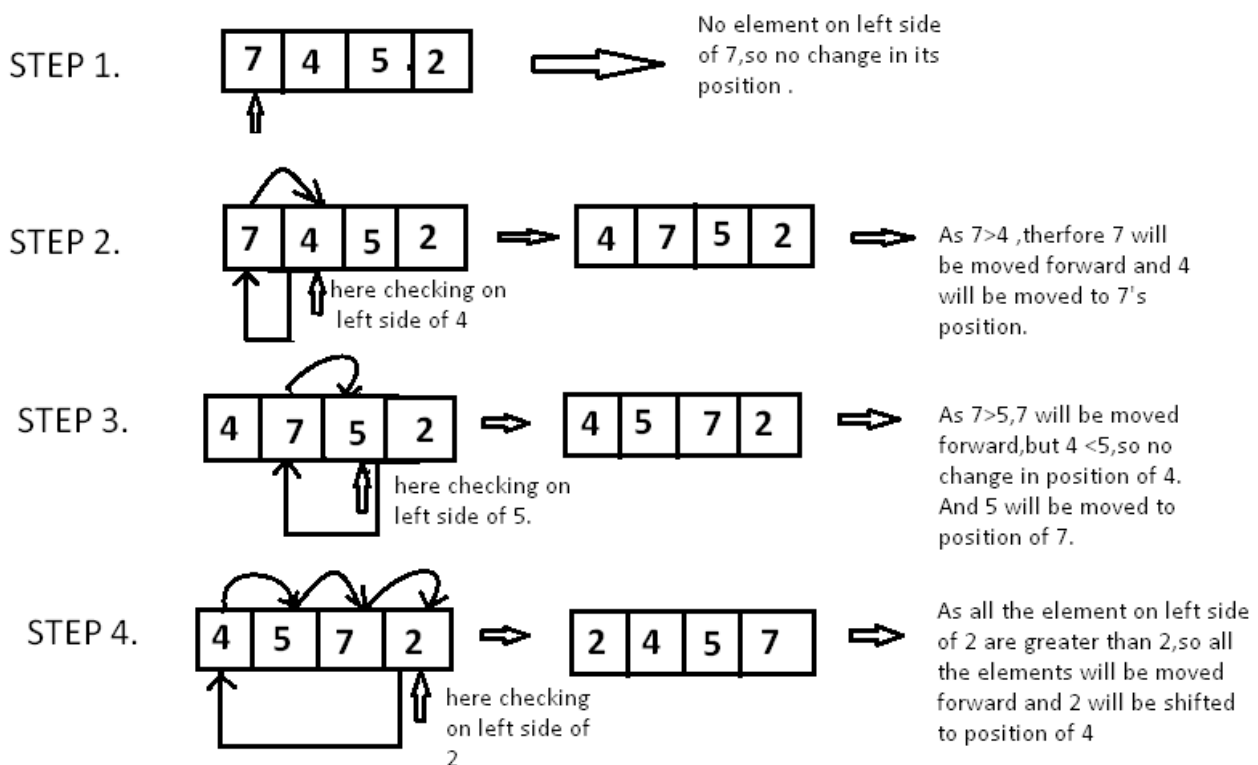 STEP 1.
7 4 5 2
No element on left side
of 7,so no change in its
position .
STEP 2.
7 4 5 2
here checking on
left side of 4
4 7 5 2
As 7>4 ,therfore 7 will
be moved forward and 4
will be moved to 7's
position.
STEP 3.
4 7 5 2
here checking on
left side of 5.
4 5 7 2
As 7>5,7 will be moved
forward,but 4 <5,so no
change in position of 4.
And 5 will be moved to
position of 7.
STEP 4.
4 5 7 2
here checking
on left side of
2
2 4 5 7
As all the element on left side
of 2 are greater than 2,so all
the elements will be moved
forward and 2 will be shifted
to position of 4